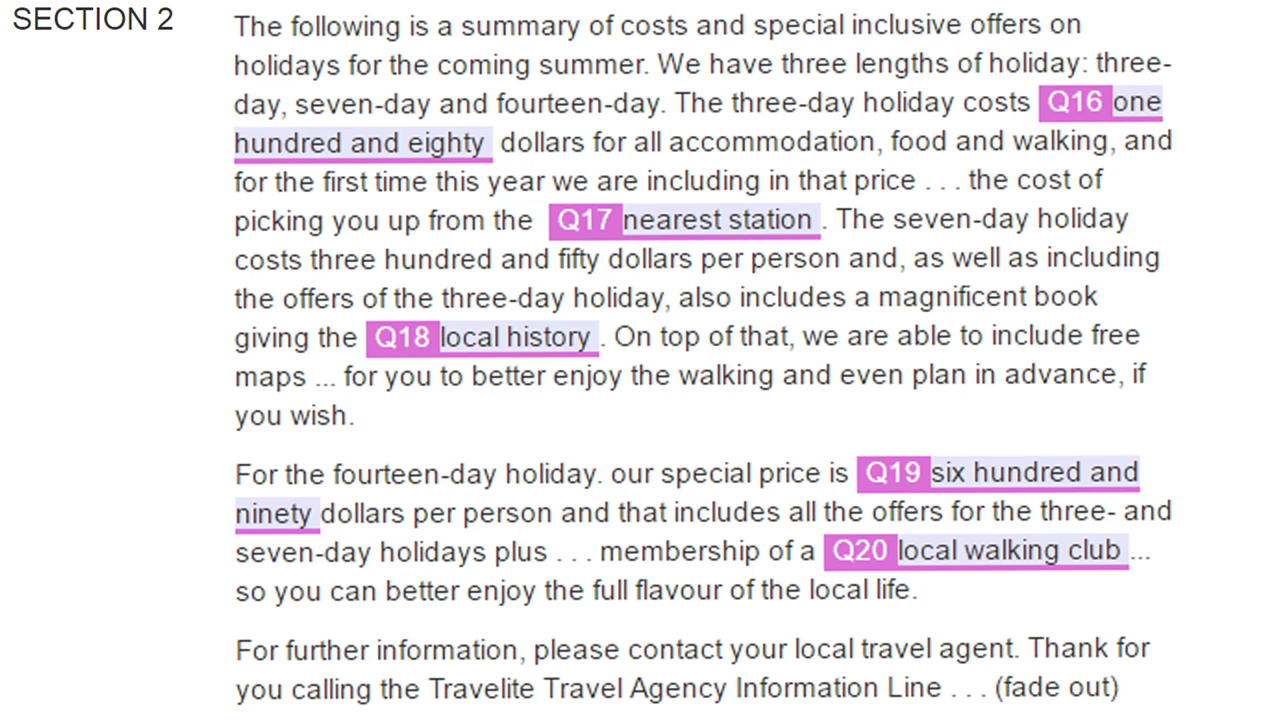 SECTION 2
The following is a summary of costs and special inclusive offers on
holidays for the coming summer. We have three lengths of holiday: three-
day, seven-day and fourteen-day. The three-day holiday costs Q16 one
hundred and eighty dollars for all accommodation, food and walking, and
for the first time this year we are including in that price . . . the cost of
picking you up from the Q17 nearest station . The seven-day holiday
costs three hundred and fifty dollars per person and, as well as including
the offers of the three-day holiday, also includes a magnificent book
giving the Q18 local history . On top of that, we are able to include free
maps ... for you to better enjoy the walking and even plan in advance, if
you wish.
For the fourteen-day holiday. our special price is Q19 six hundred and
ninety dollars per person and that includes all the offers for the three- and
seven-day holidays plus . . . membership of a Q20 local walking club ...
so you can better enjoy the full flavour of the local life.
For further information, please contact your local travel agent. Thank for
you calling the Travelite Travel Agency Information Line . . . (fade out)